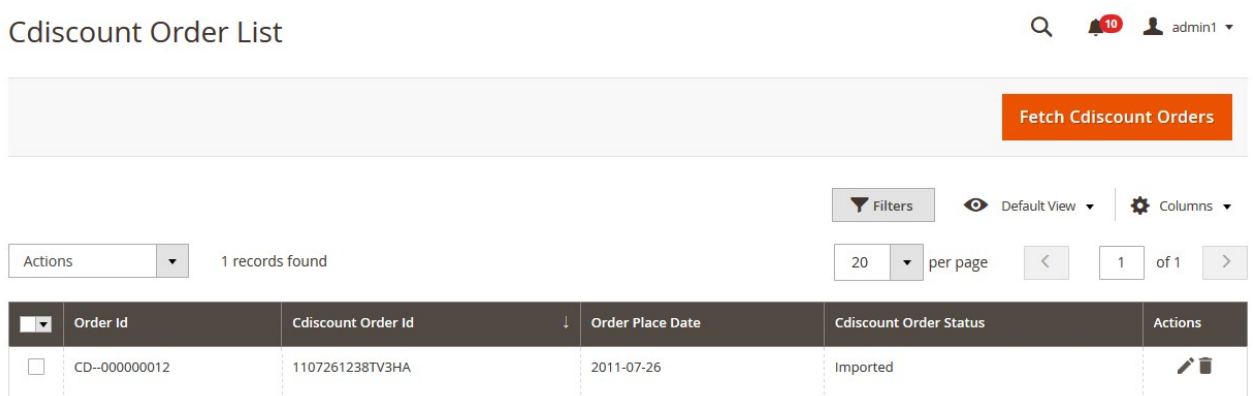 Cdiscount Order List
10 admin1
Fetch Cdiscount Orders
Filters Default View Columns
Actions 1 records found 20 per page 1 of 1
Order Id Cdiscount Order Id ↓ Order Place Date Cdiscount Order Status Actions
CD--000000012 1107261238TV3HA 2011-07-26 Imported